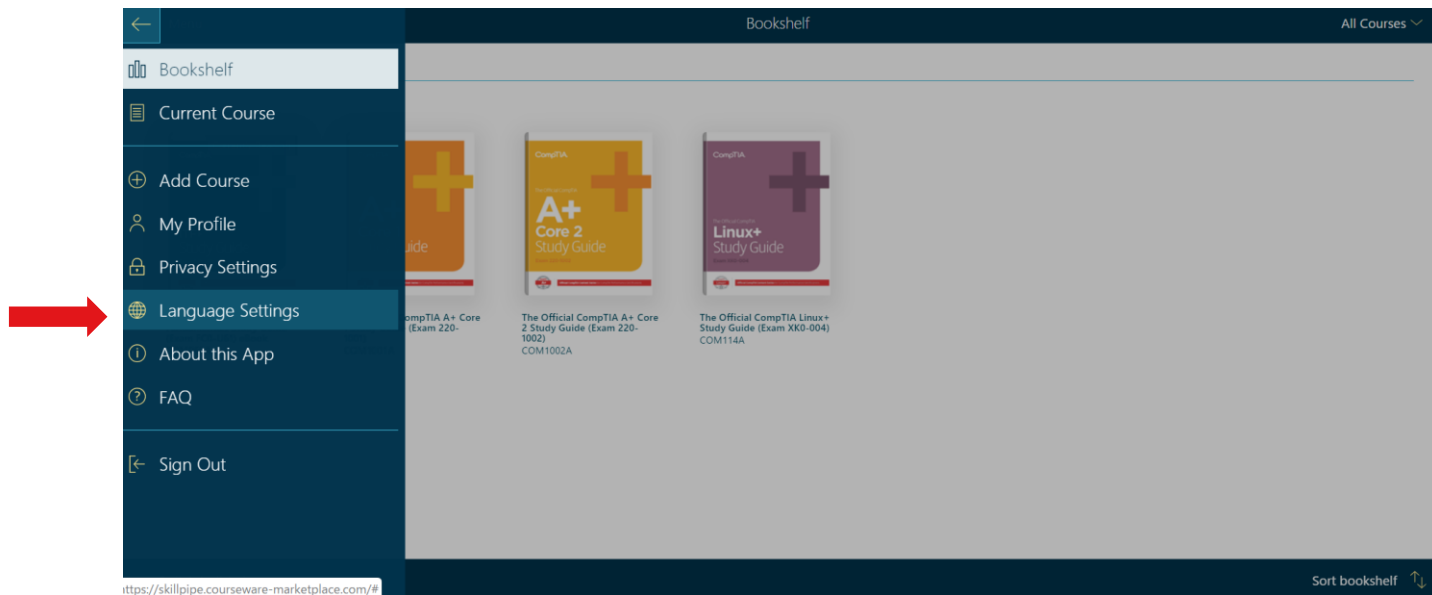 Bookshelf
All Courses
Bookshelf
Current Course
Add Course
My Profile
Privacy Settings
Language Settings
About this App
FAQ
Sign Out
uide
CompTIA
A+
Core 2
Study Guide
CompTIA
Linux+
Study Guide
ompTIA A+ Core
(Exam 220-
The Official CompTIA A+ Core
2 Study Guide (Exam 220-
1002)
COM1002A
The Official CompTIA Linux+
Study Guide (Exam XK0-004)
COM114A
Sort bookshelf
https://skillpipe.courseware-marketplace.com/#